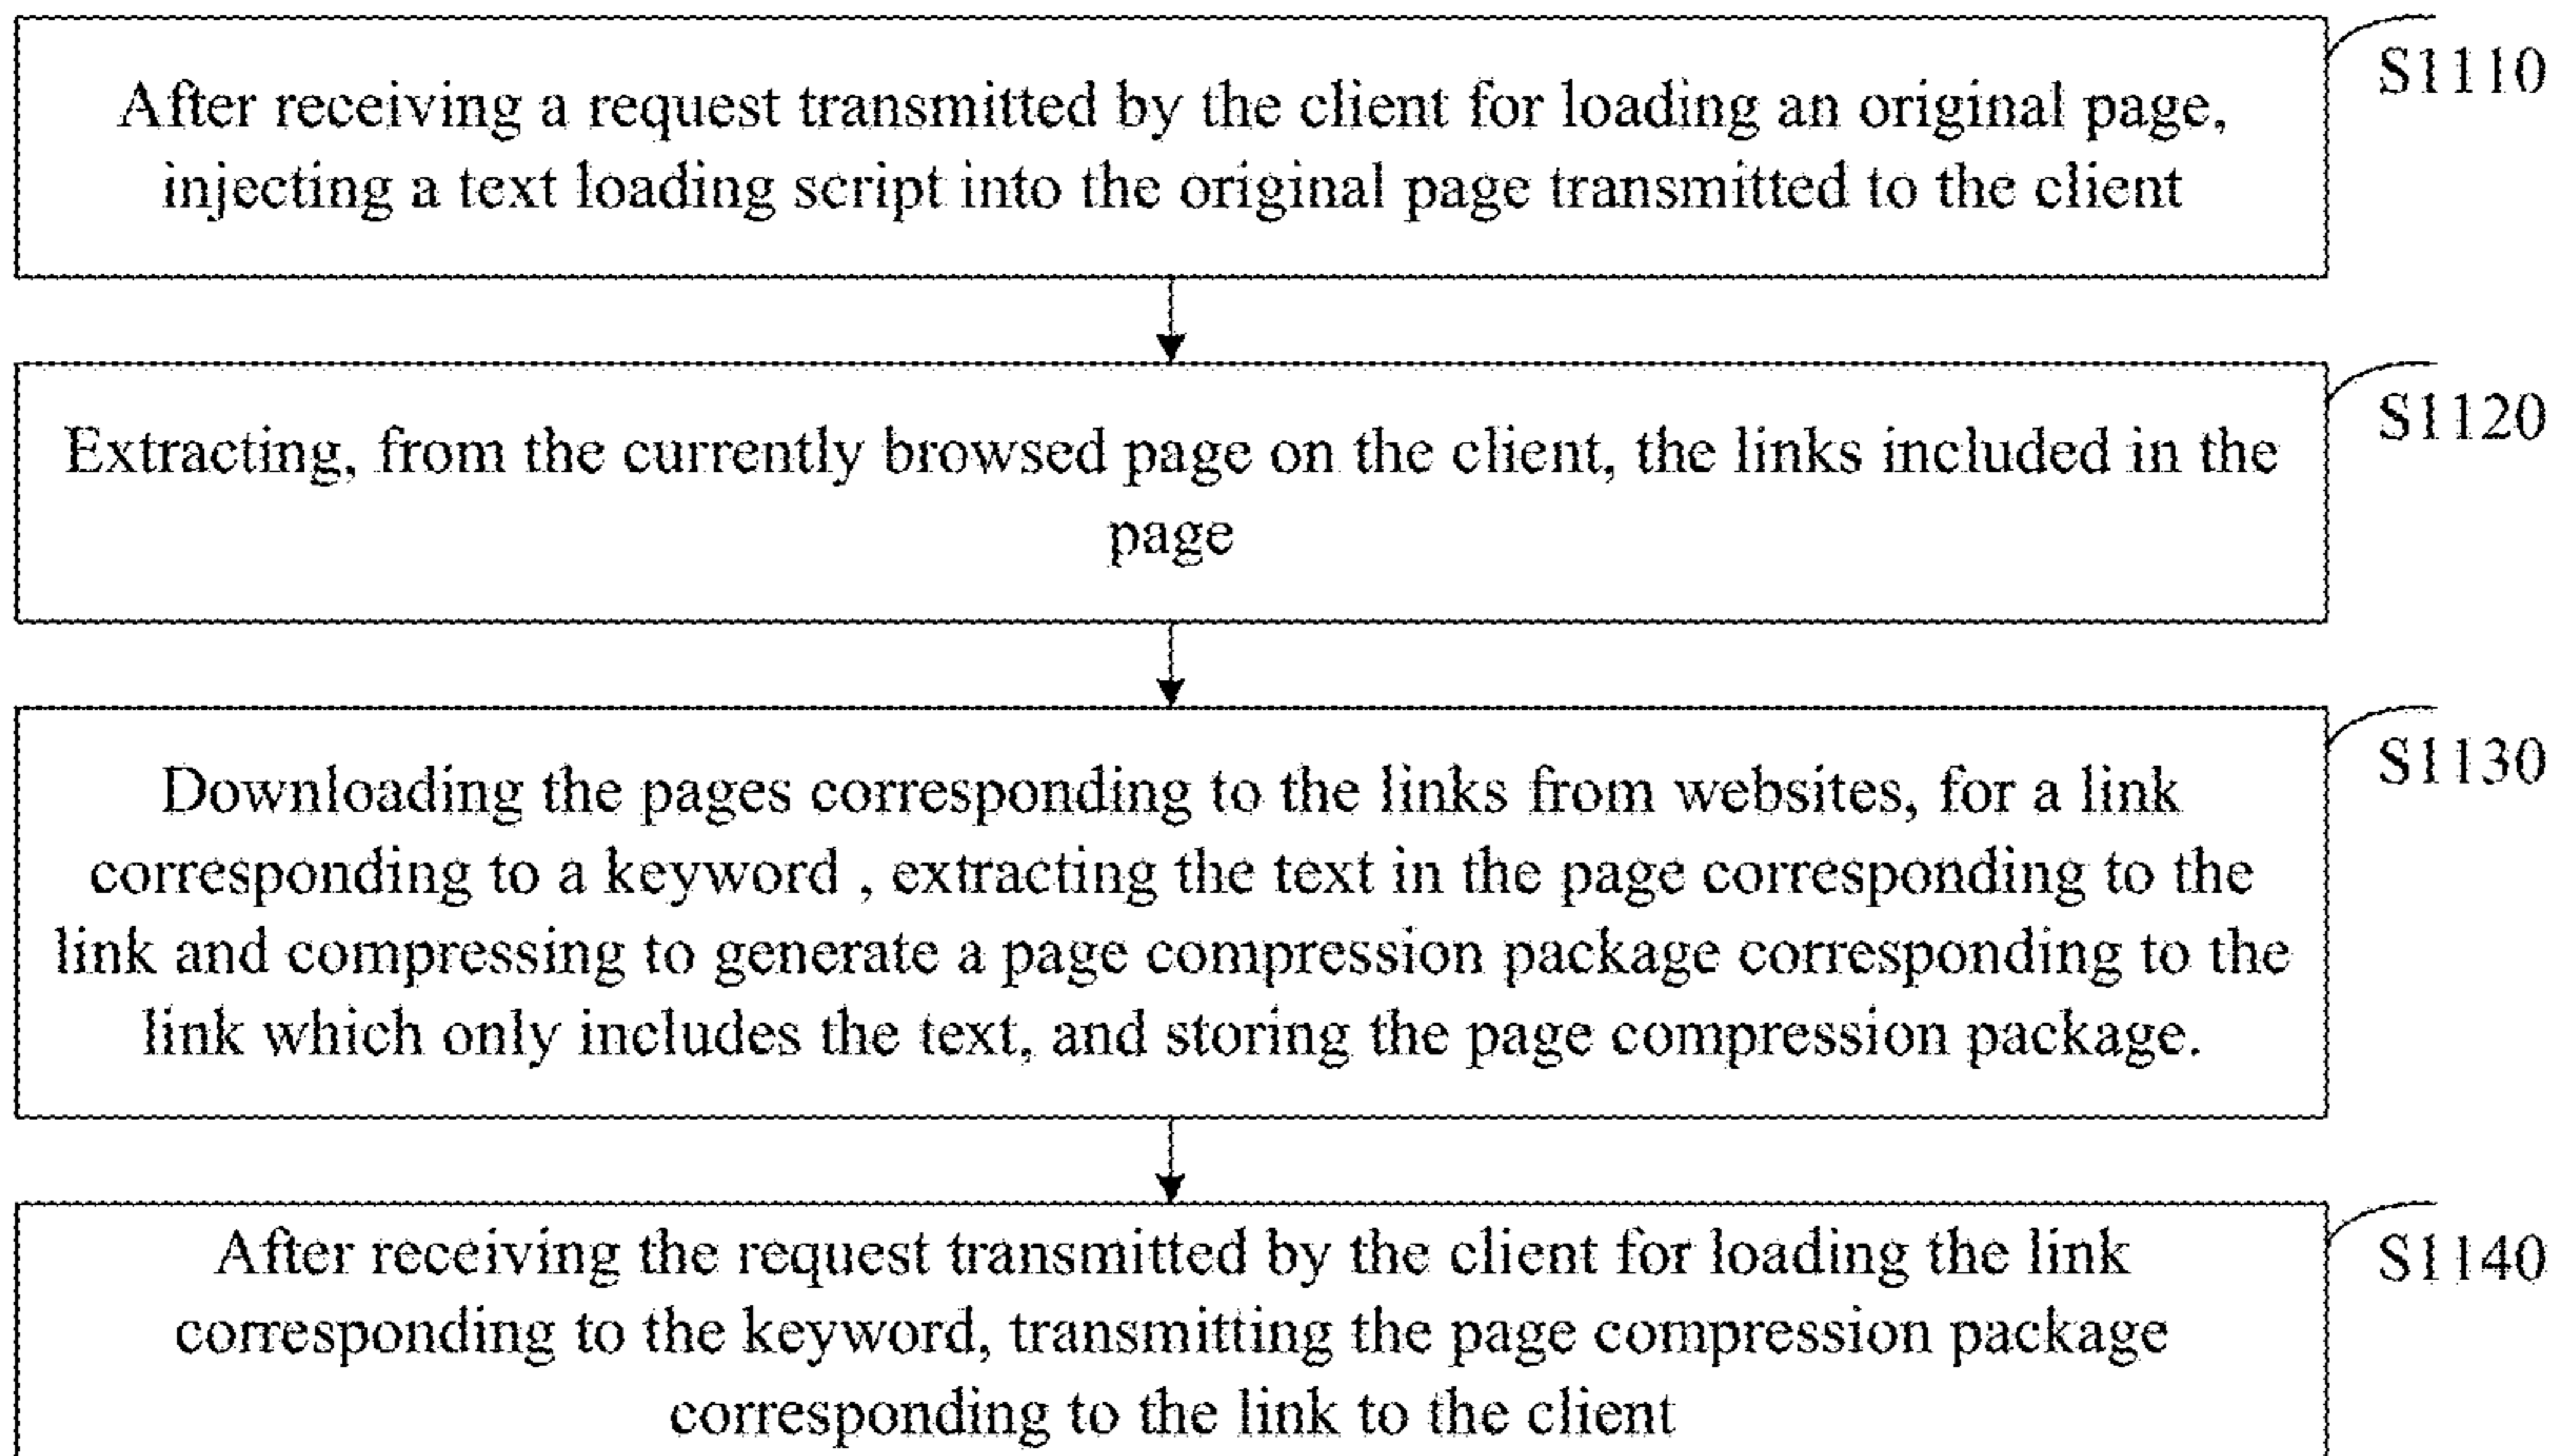 S1110
After receiving a request transmitted by the client for loading an original page,
injecting a text loading script into the original page transmitted to the client
S1120
Extracting, from the currently browsed page on the client, the links included in the
page
S1130
Downloading the pages corresponding to the links from websites, for a link
corresponding to a keyword , extracting the text in the page corresponding to the
link and compressing to generate a page compression package corresponding to the
link which only includes the text, and storing the page compression package.
S1140
After receiving the request transmitted by the client for loading the link
corresponding to the keyword, transmitting the page compression package
corresponding to the link to the client